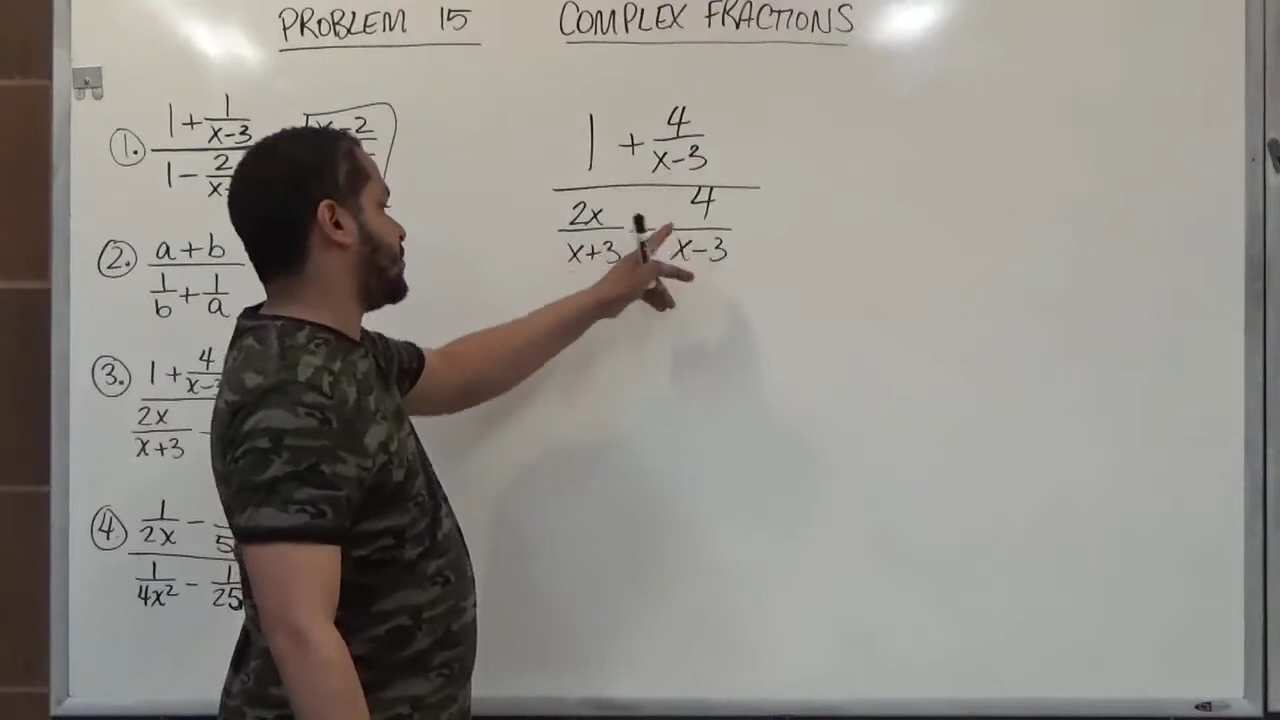 PROBLEM 15 COMPLEX FRACTIONS
1. 1 + 1/(x-3)
1 - 2/x
2. a+b
1/b + 1/a
3. 1 + 4/(x-
2x/(x+3) -
4. 1/2x -
5
1/4x² - 1/25
x-2
1 + 4/(x-3)
2x/(x+3) - 4/(x-3)